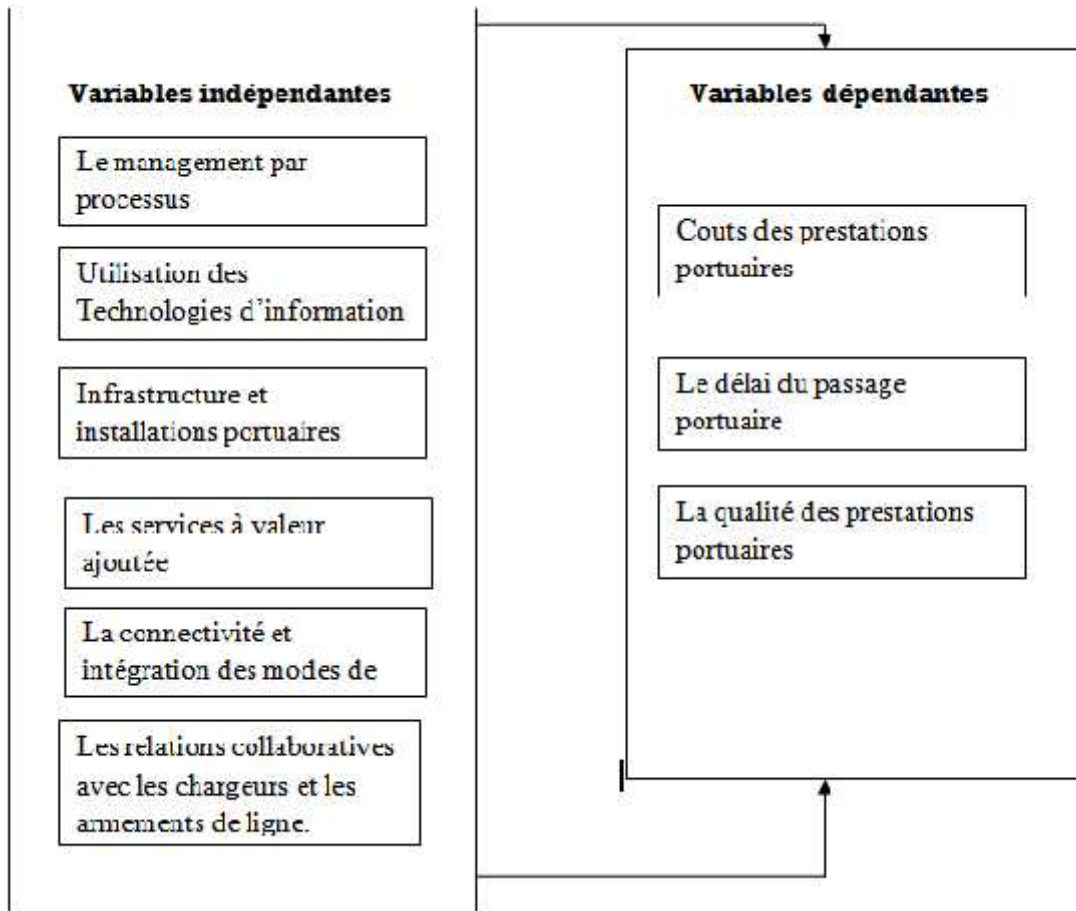 Variables indépendantes
Le management par
processus
Utilisation des
Technologies d'information
Infrastructure et
installations portuaires
Les services à valeur
ajoutée
La connectivité et
intégration des modes de
Les relations collaboratives
avec les chargeurs et les
armements de ligne.
Variables dépendantes
Couts des prestations
portuaires
Le délai du passage
portuaire
La qualité des prestations
portuaires